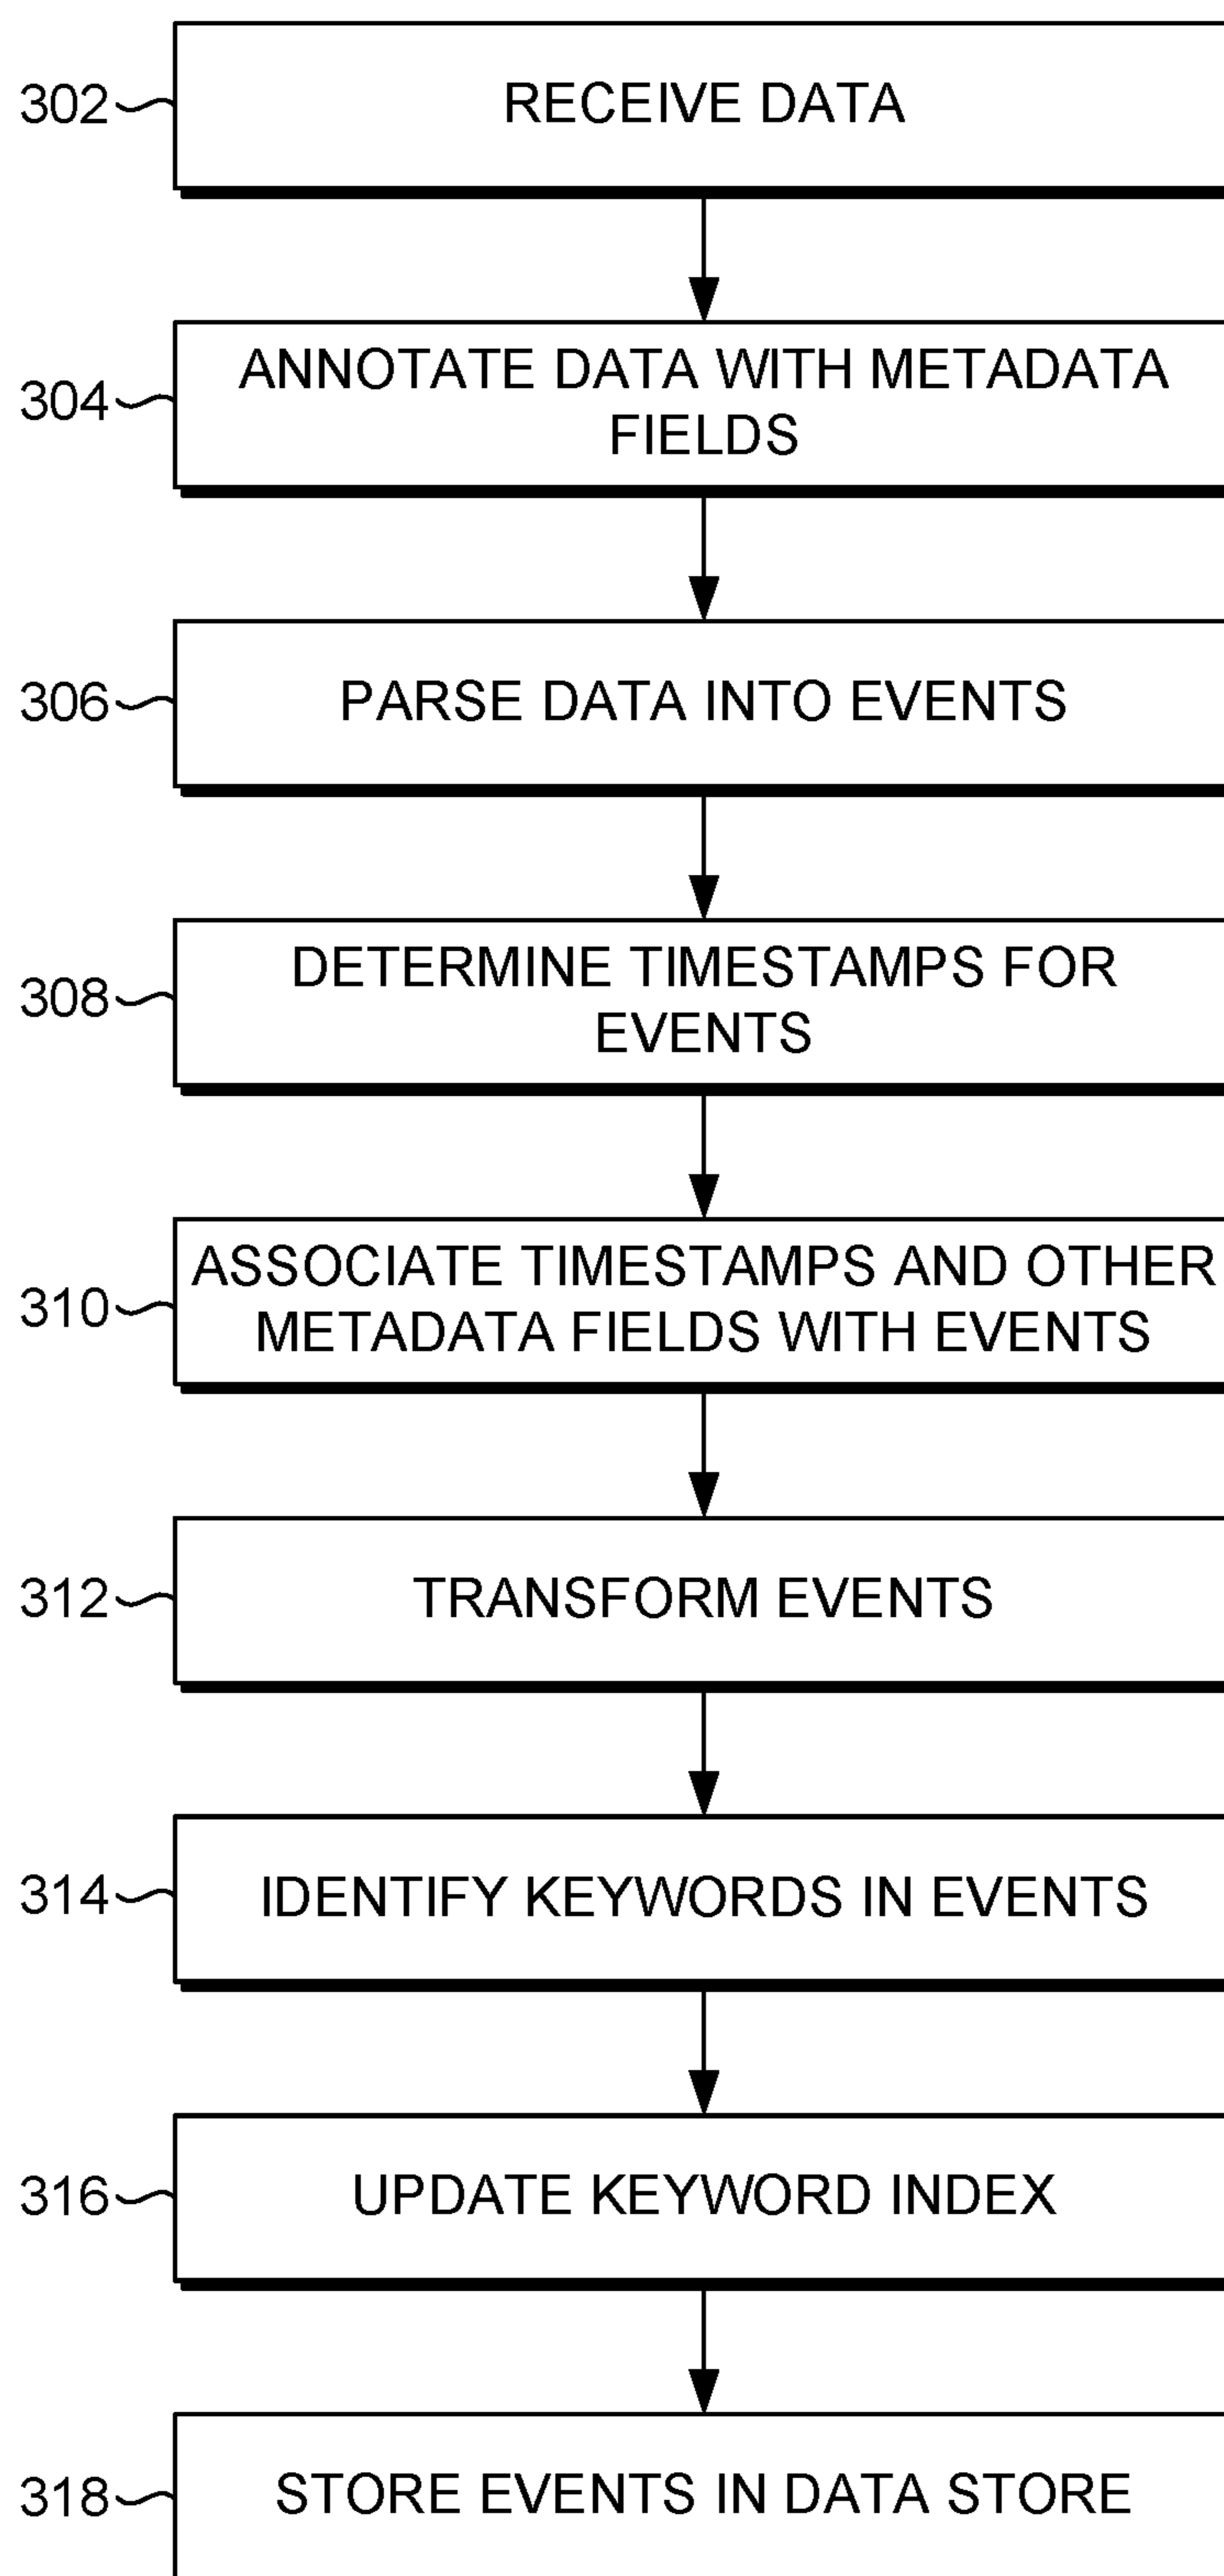 302
RECEIVE DATA
304
ANNOTATE DATA WITH METADATA
FIELDS
306
PARSE DATA INTO EVENTS
308
DETERMINE TIMESTAMPS FOR
EVENTS
310
ASSOCIATE TIMESTAMPS AND OTHER
METADATA FIELDS WITH EVENTS
312
TRANSFORM EVENTS
314
IDENTIFY KEYWORDS IN EVENTS
316
UPDATE KEYWORD INDEX
318
STORE EVENTS IN DATA STORE